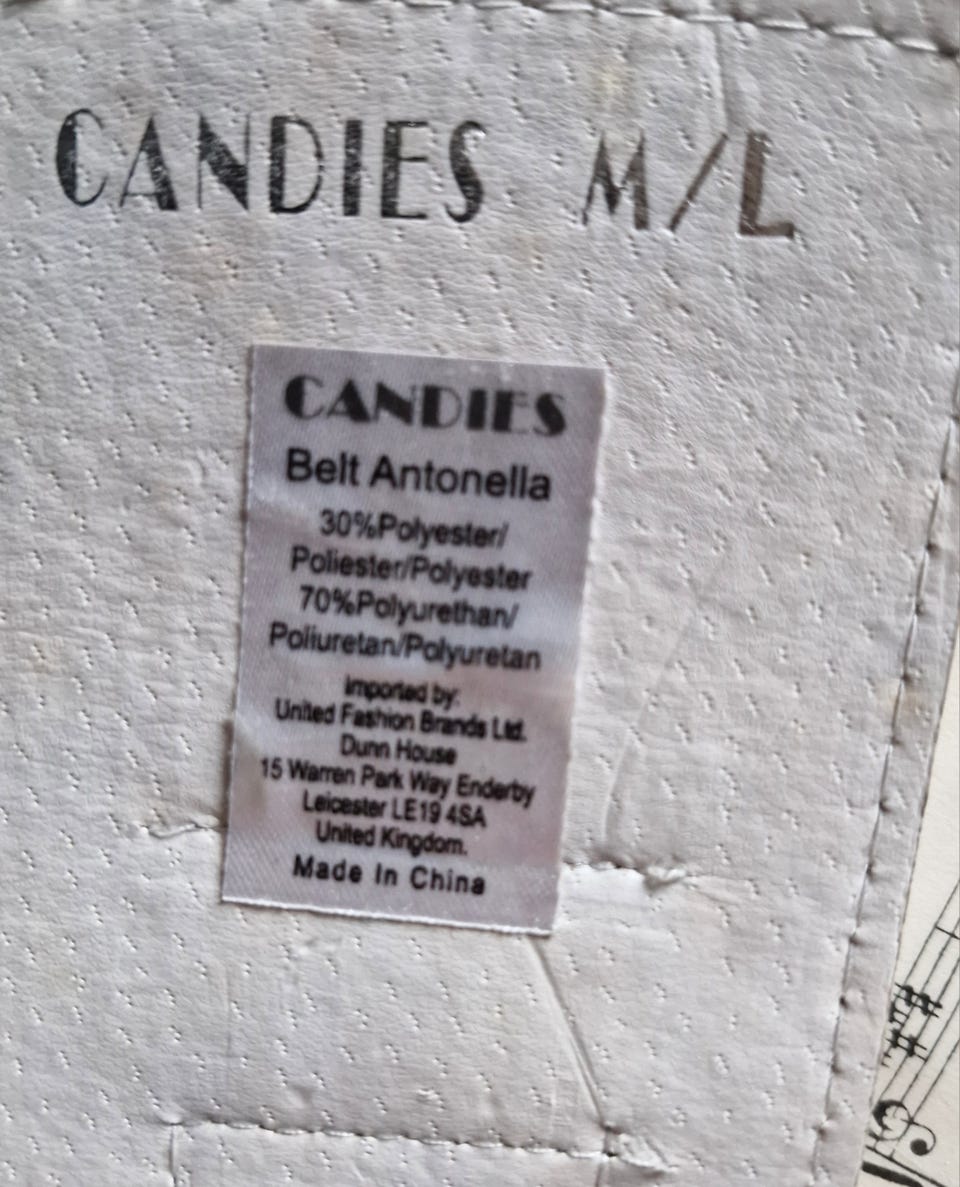 CANDIES M/L
CANDIES
Belt Antonella
30%Polyester/
Poliester/Polyester
70%Polyurethan/
Poliuretan/Polyuretan
Imported by:
United Fashion Brands Ltd.
Dunn House
15 Warren Park Way Enderby
Leicester LE19 4SA
United Kingdom.
Made In China